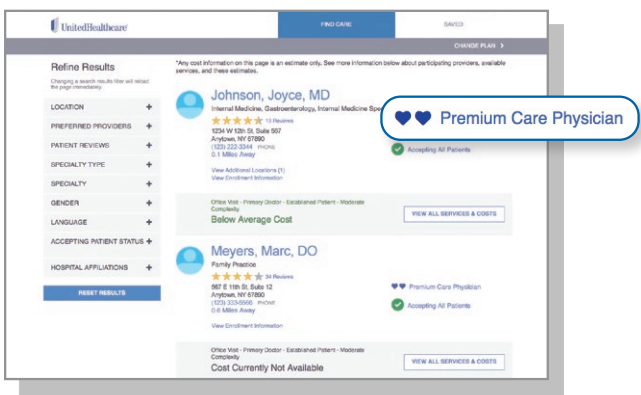 UnitedHealthcare
FIND CARE
SAVED
CHANGE PLAN >
Refine Results
Changing a search results filter will reload
the page immediately.
LOCATION +
PREFERRED PROVIDERS +
PATIENT REVIEWS +
SPECIALTY TYPE +
SPECIALTY +
GENDER +
LANGUAGE +
ACCEPTING PATIENT STATUS +
HOSPITAL AFFILIATIONS +
RESET RESULTS
*Any cost information on this page is an estimate only. See more information below about participating providers, available
services, and these estimates.
Johnson, Joyce, MD
Internal Medicine, Gastroenterology, Internal Medicine Spe
13 Reviews
1234 W 12th St, Suite 567
Anytown, NY 67890
(123) 222-3344 PHONE
0.1 Miles Away
View Additional Locations (1)
View Enrollment Information
Premium Care Physician
Accepting All Patients
Office Visit - Primary Doctor - Established Patient - Moderate
Complexity
Below Average Cost
VIEW ALL SERVICES & COSTS
Meyers, Marc, DO
Family Practice
34 Reviews
567 E 11th St, Suite 12
Anytown, NY 67890
(123) 333-5566 PHONE
0.6 Miles Away
View Enrollment Information
Premium Care Physician
Accepting All Patients
Office Visit - Primary Doctor - Established Patient - Moderate
Complexity
Cost Currently Not Available
VIEW ALL SERVICES & COSTS